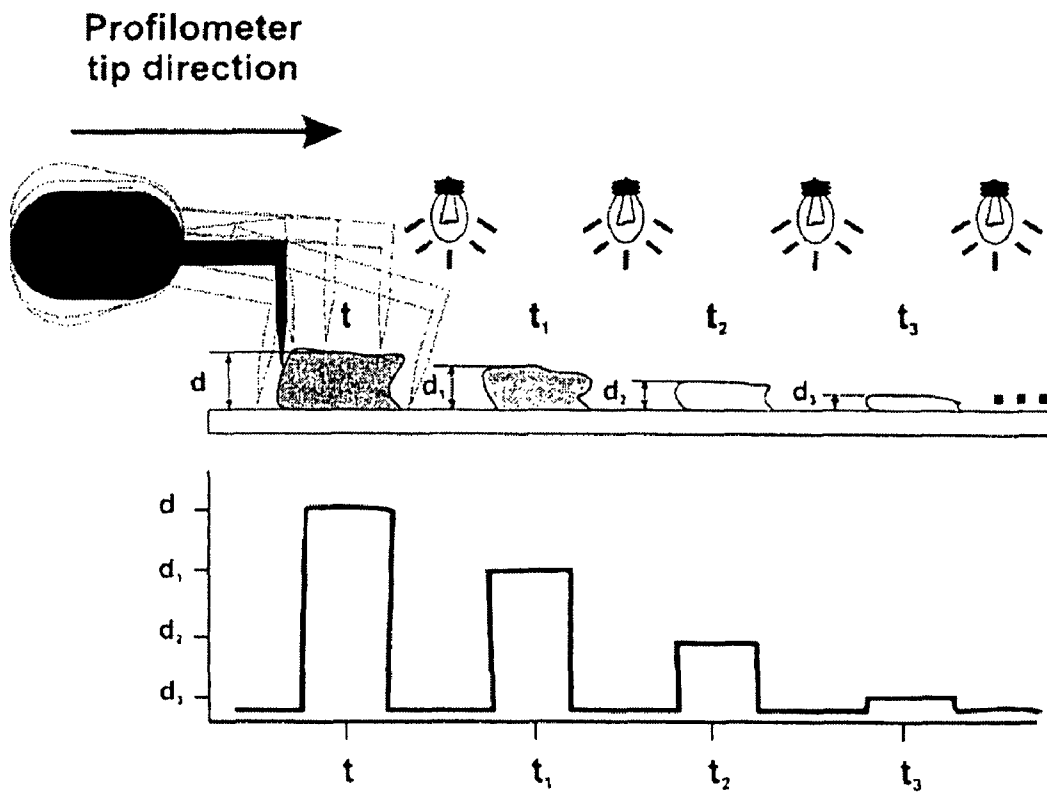 Profilometer
tip direction
t t₁ t₂ t₃
d d₁ d₂ d₃
d
d₁
d₂
d₃
t t₁ t₂ t₃